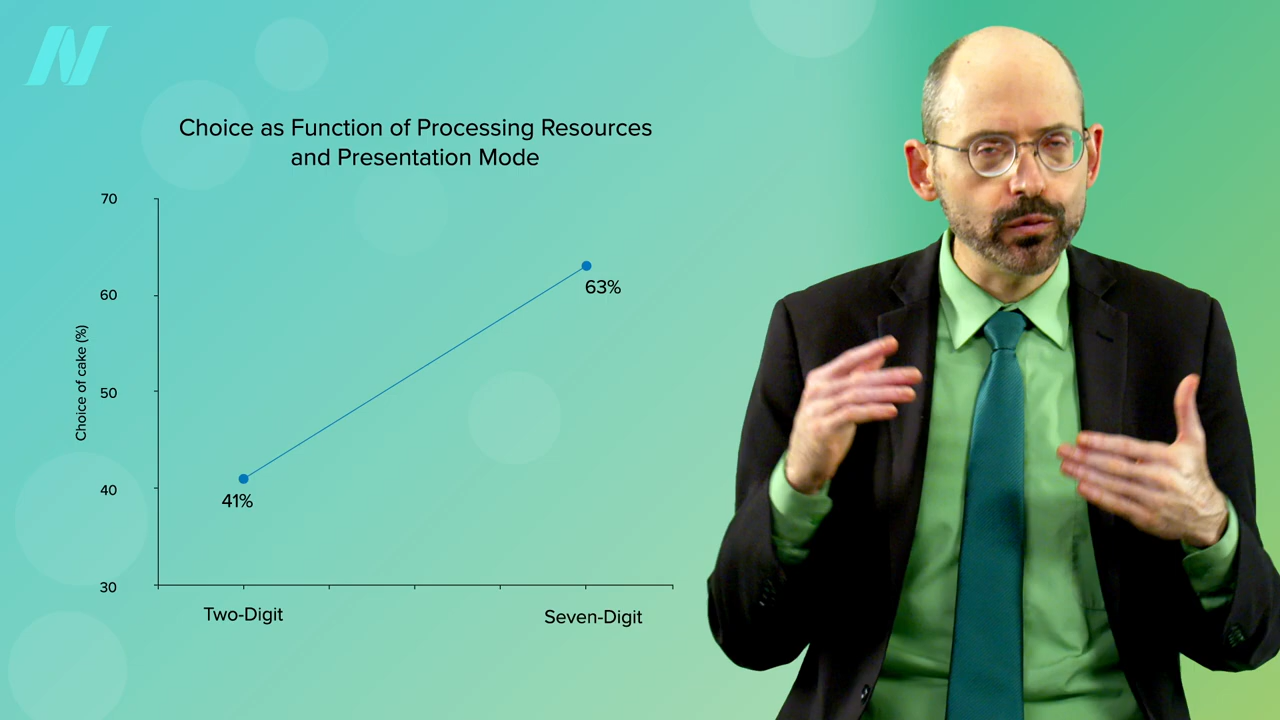 Choice as Function of Processing Resources
and Presentation Mode
70
60
50
40
30
Choice of cake (%)
63%
41%
Two-Digit
Seven-Digit